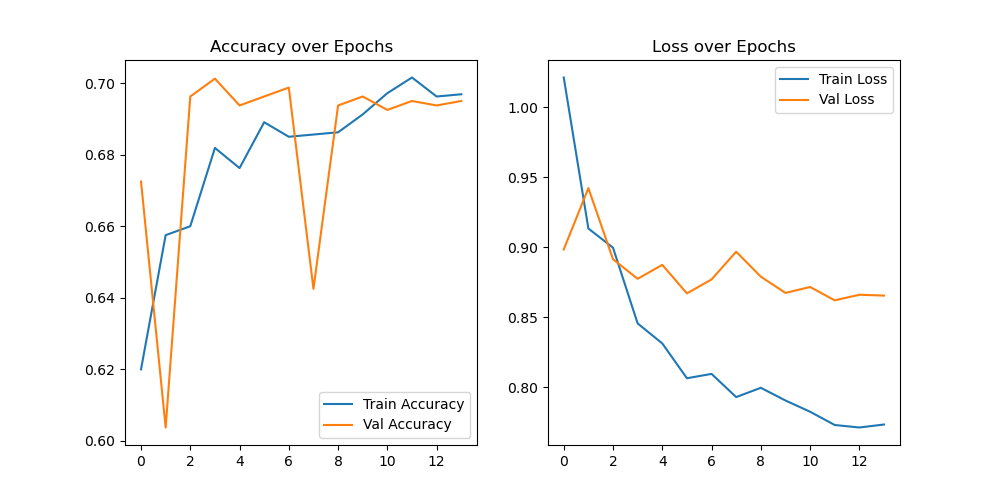 Accuracy over Epochs
0.70
0.68
0.66
0.64
0.62
0.60
0 2 4 6 8 10 12
Train Accuracy
Val Accuracy
Loss over Epochs
1.00
0.95
0.90
0.85
0.80
0 2 4 6 8 10 12
Train Loss
Val Loss